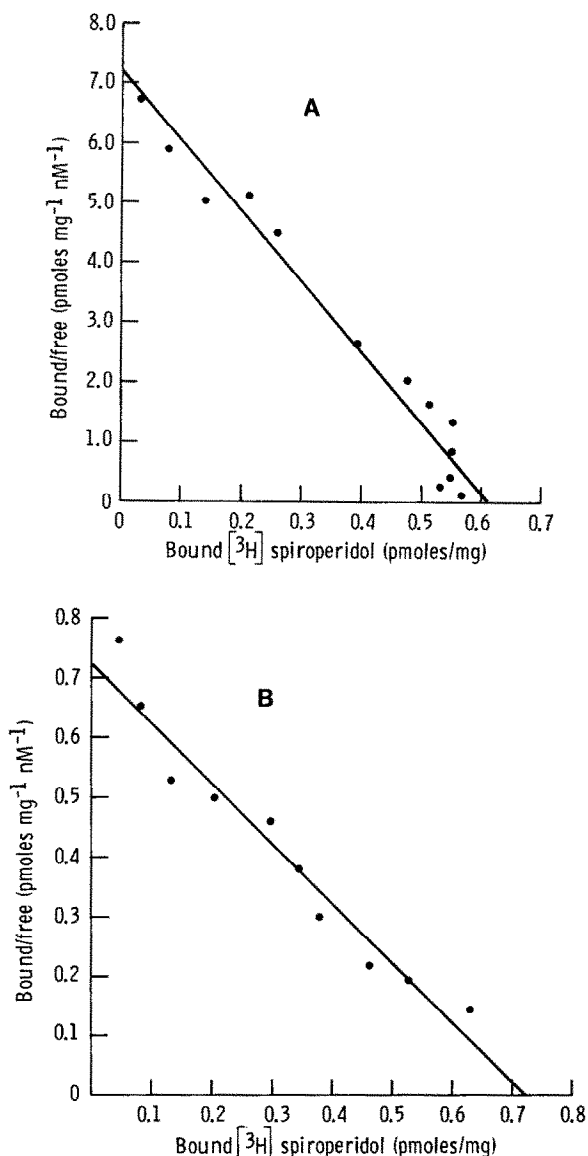 8.0
7.0
6.0
5.0
4.0
3.0
2.0
1.0
0
Bound/free (pmoles mg⁻¹ nM⁻¹)
A
0 0.1 0.2 0.3 0.4 0.5 0.6 0.7
Bound [³H] spiroperidol (pmoles/mg)
0.8
0.7
0.6
0.5
0.4
0.3
0.2
0.1
0
Bound/free (pmoles mg⁻¹ nM⁻¹)
B
0.1 0.2 0.3 0.4 0.5 0.6 0.7 0.8
Bound [³H] spiroperidol (pmoles/mg)